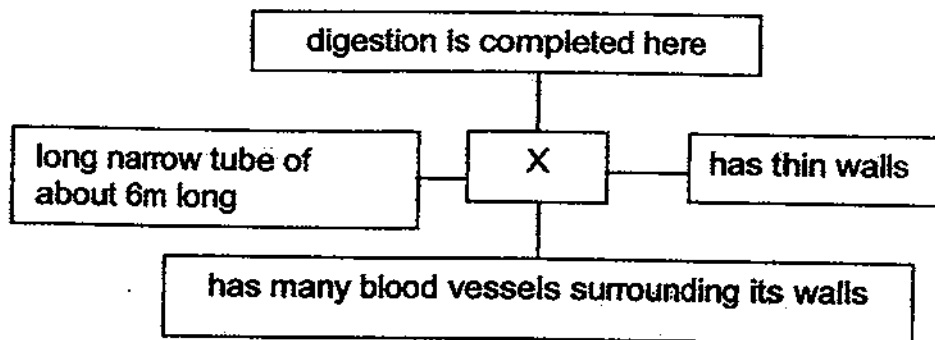 digestion is completed here
long narrow tube of
about 6m long
X
has thin walls
has many blood vessels surrounding its walls